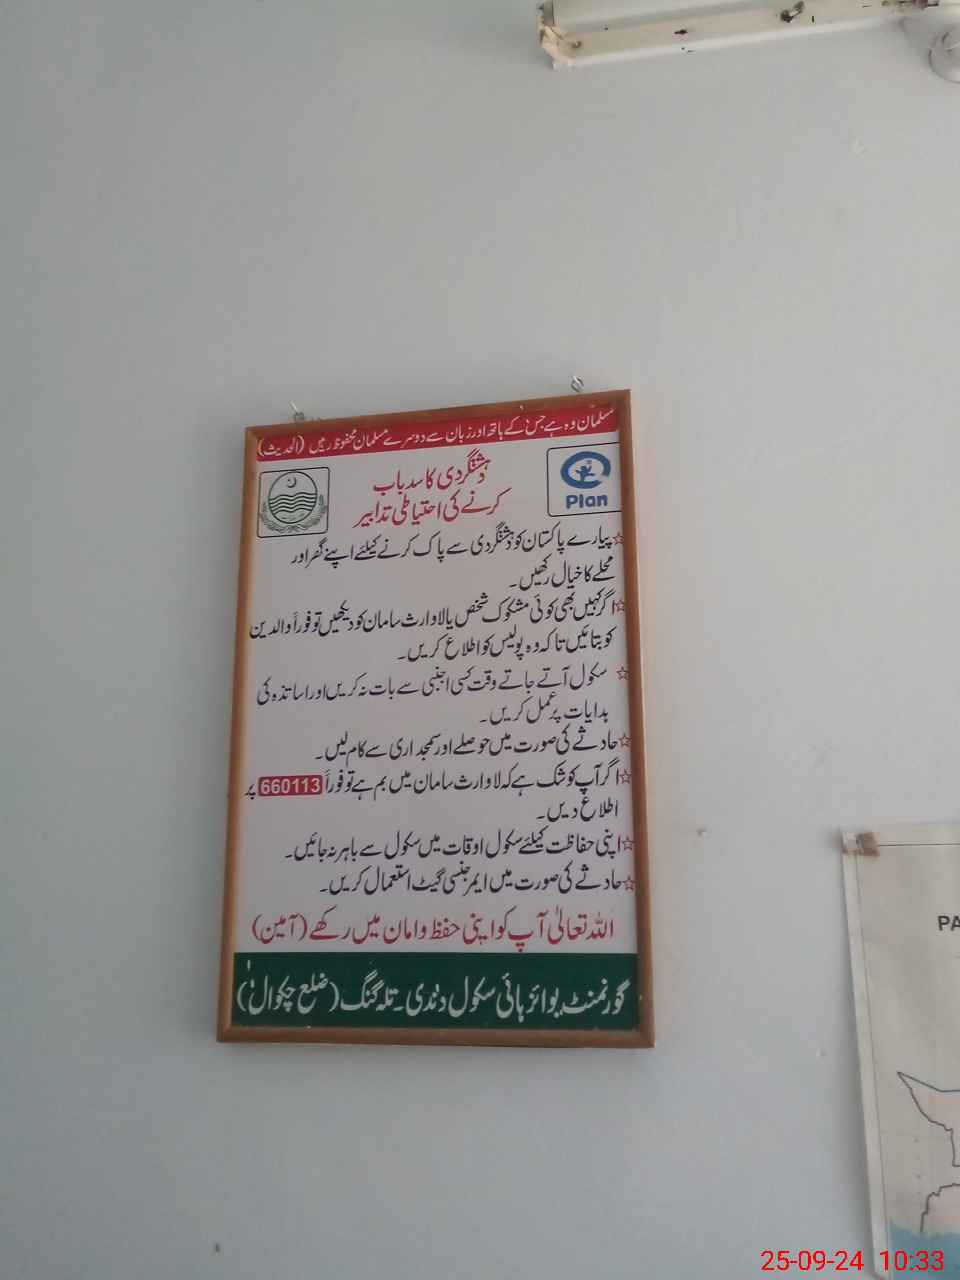 مسلمان وہ ہے جس کے ہاتھ اور زبان سے دوسرے مسلمان محفوظ رہیں (الحدیث)
دہشتگردی کا سدباب
کرنے کی احتیاطی تدابیر
Plan
☆پیارے پاکستان کو دہشتگردی سے پاک کرنے کیلئے اپنے گھر اور
محلے کا خیال رکھیں۔
☆اگر کہیں بھی کوئی مشکوک شخص یا لاوارث سامان کو دیکھیں تو فوراً والدین
کو بتائیں تاکہ وہ پولیس کو اطلاع کریں۔
☆ سکول آتے جاتے وقت کسی اجنبی سے بات نہ کریں اور اساتذہ کی
ہدایات پر عمل کریں۔
☆حادثے کی صورت میں حوصلے اور سمجداری سے کام لیں۔
☆اگر آپ کو شک ہے کہ لاوارث سامان میں بم ہے تو فوراً 660113 پر
اطلاع دیں۔
☆اپنی حفاظت کیلئے سکول اوقات میں سکول سے باہر نہ جائیں۔
☆حادثے کی صورت میں ایمرجنسی گیٹ استعمال کریں۔
اللہ تعالیٰ آپ کو اپنی حفظ و امان میں رکھے (آمین)
گورنمنٹ بوائز ہائی سکول دندی۔ تلہ گنگ (ضلع چکوال)
PA
25-09-24 10:33